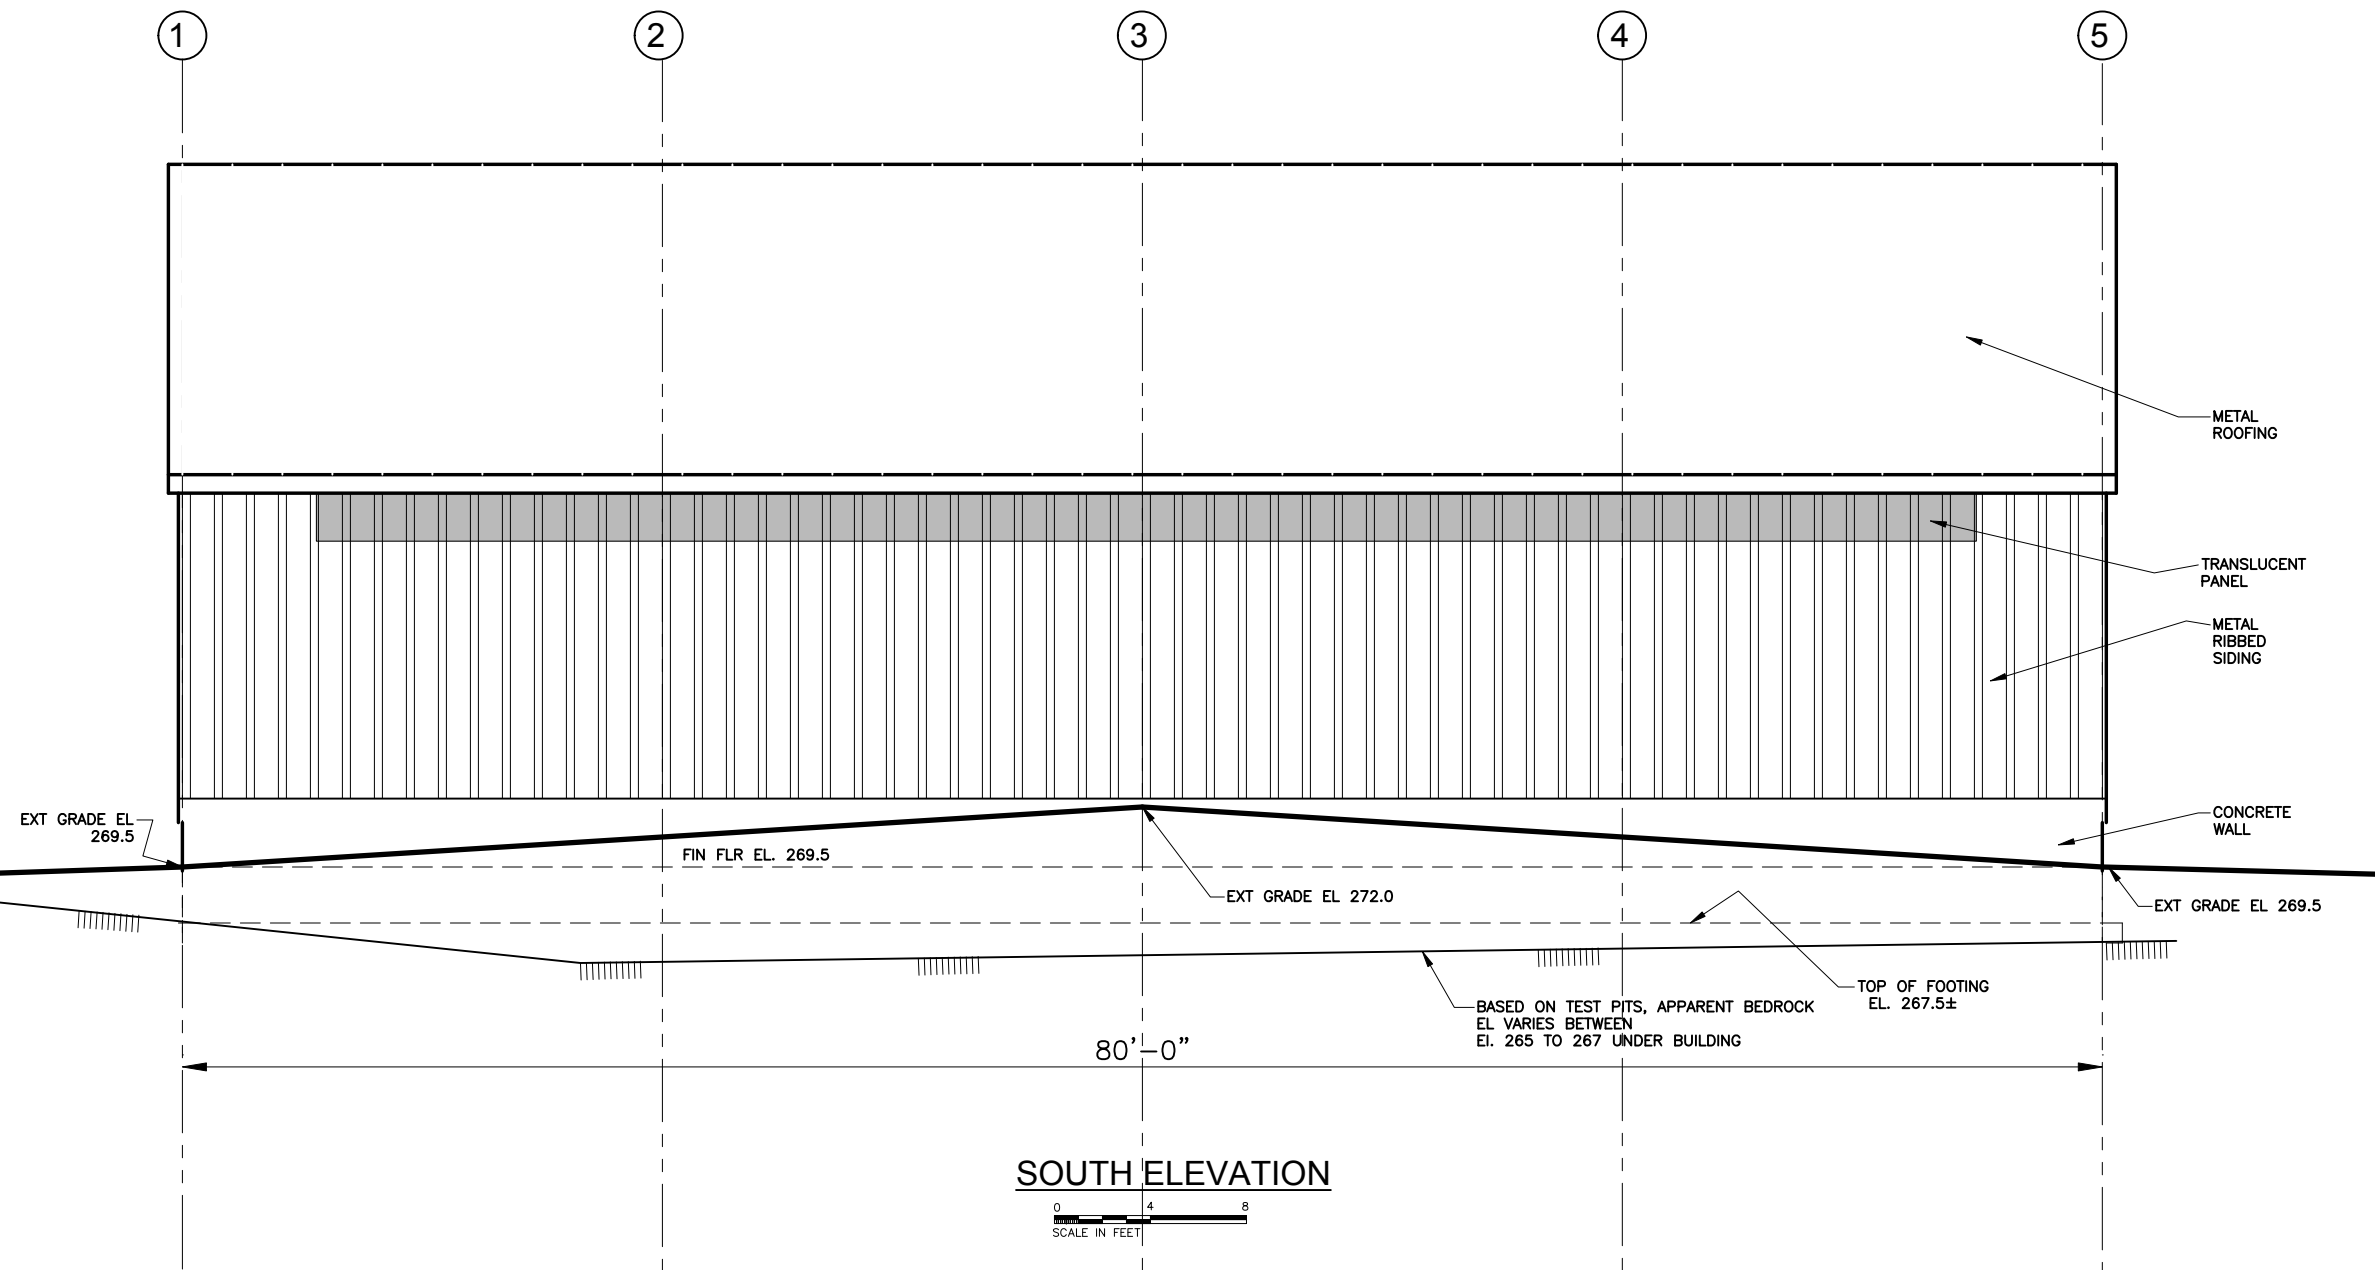 1
2
3
4
5
METAL
ROOFING
TRANSLUCENT
PANEL
METAL
RIBBED
SIDING
EXT GRADE EL
269.5
CONCRETE
WALL
FIN FLR EL. 269.5
EXT GRADE EL 272.0
EXT GRADE EL 269.5
TOP OF FOOTING
EL. 267.5±
BASED ON TEST PITS, APPARENT BEDROCK
EL VARIES BETWEEN
El. 265 TO 267 UNDER BUILDING
80'-0"
SOUTH ELEVATION
0 4 8
SCALE IN FEET